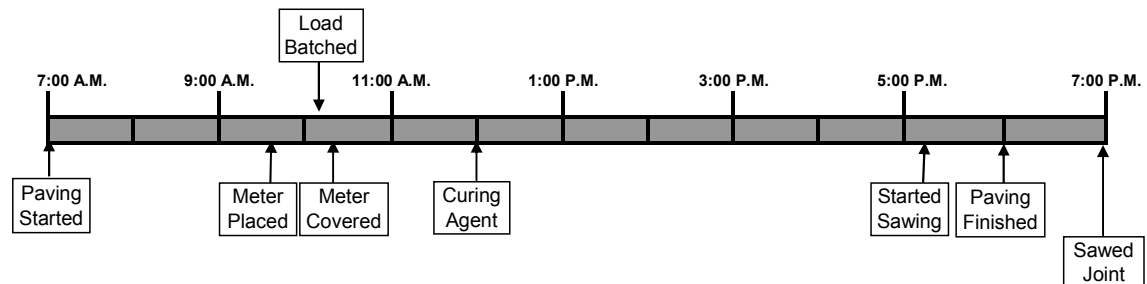 Load
Batched
7:00 A.M. 9:00 A.M. 11:00 A.M. 1:00 P.M. 3:00 P.M. 5:00 P.M. 7:00 P.M.
Paving
Started
Meter
Placed
Meter
Covered
Curing
Agent
Started
Sawing
Paving
Finished
Sawed
Joint